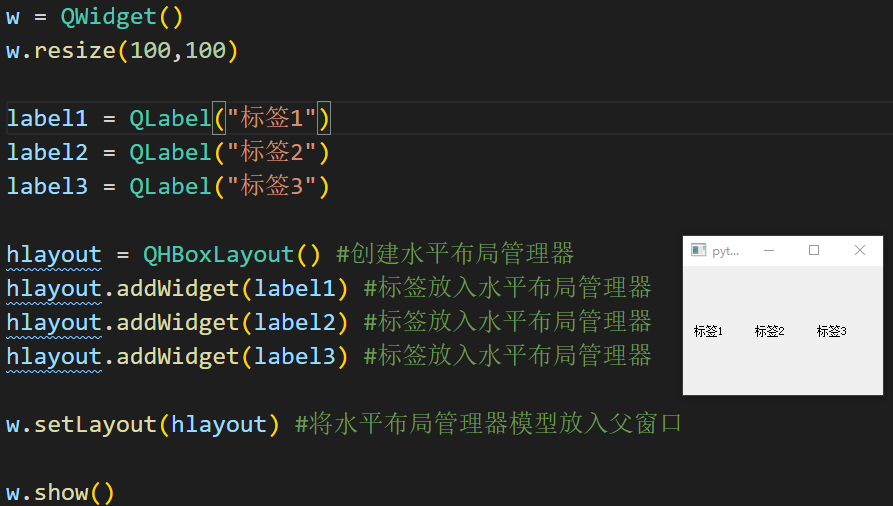 w = QWidget()
w.resize(100,100)
label1 = QLabel("标签1")
label2 = QLabel("标签2")
label3 = QLabel("标签3")
hlayout = QHBoxLayout() #创建水平布局管理器
hlayout.addWidget(label1) #标签放入水平布局管理器
hlayout.addWidget(label2) #标签放入水平布局管理器
hlayout.addWidget(label3) #标签放入水平布局管理器
w.setLayout(hlayout) #将水平布局管理器模型放入父窗口
w.show()
pyt...
标签1 标签2 标签3